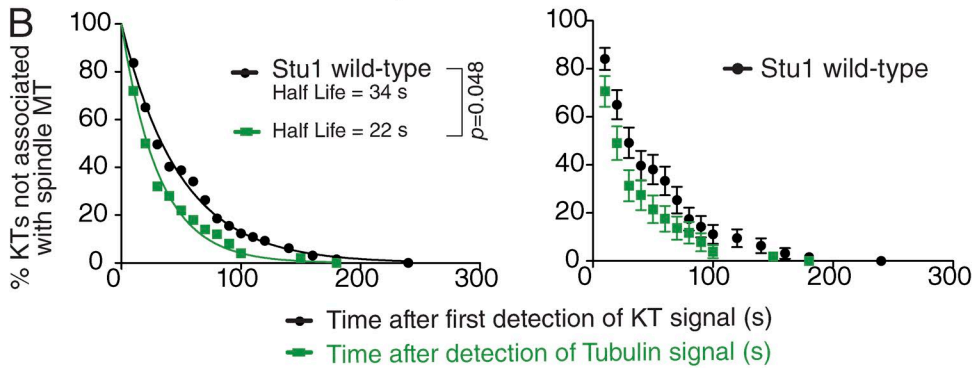 B
% KTs not associated
with spindle MT
100
80
60
40
20
0
0
100
200
300
Stu1 wild-type
Half Life = 34 s
Half Life = 22 s
p=0.048
100
80
60
40
20
0
0
100
200
300
Stu1 wild-type
Time after first detection of KT signal (s)
Time after detection of Tubulin signal (s)